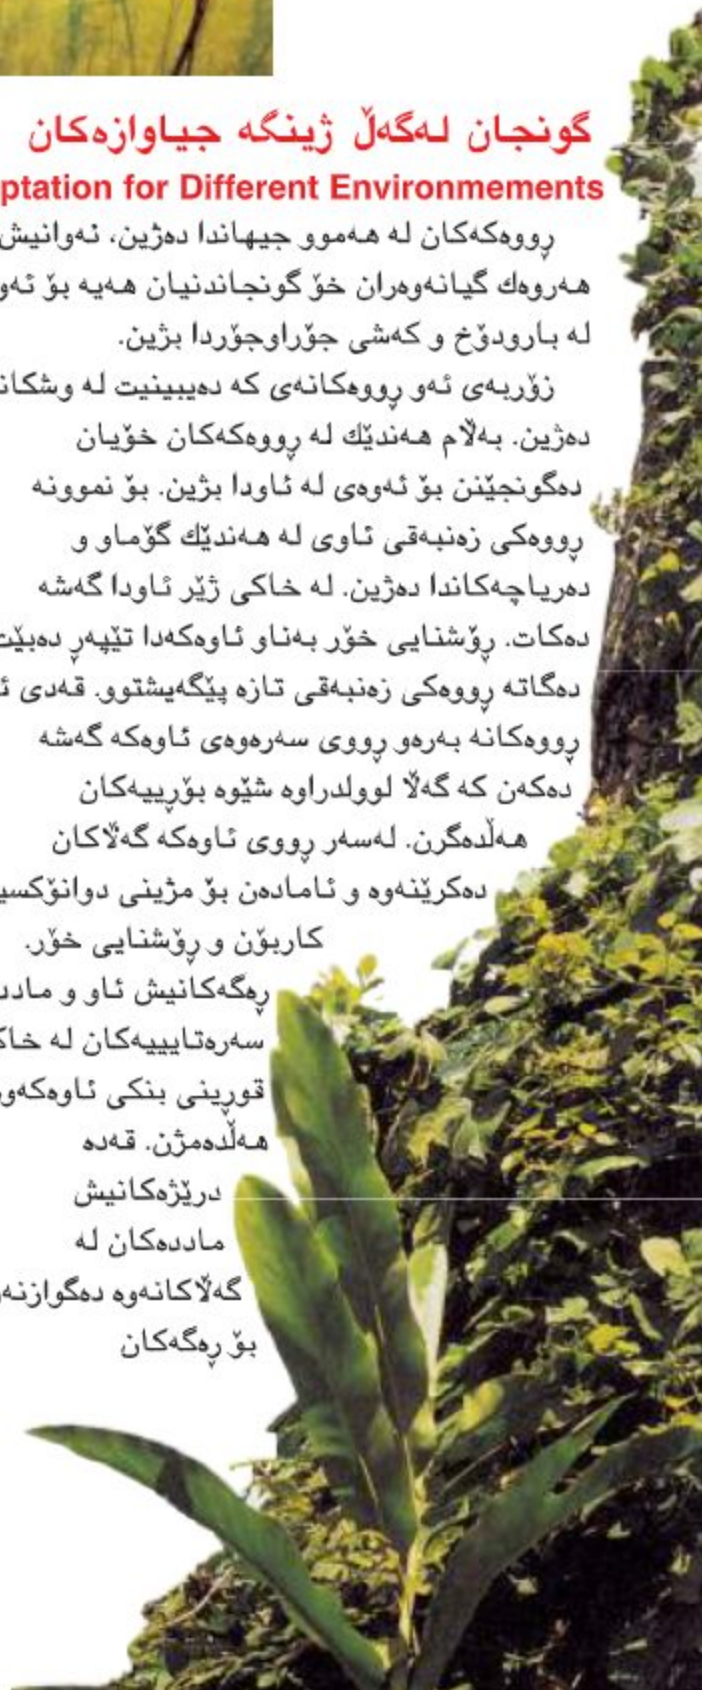 گونجان لەگەڵ ژینگە جیاوازەکان
ptation for Different Environmements
ڕووەکەکان لە هەموو جیهاندا دەژین، ئەوانیش
هەروەك گیانەوەران خۆ گونجاندنیان هەیە بۆ ئەو
لە بارودۆخ و کەشی جۆراوجۆردا بژین.
زۆربەی ئەو ڕووەکانەی کە دەیبینیت لە وشکان
دەژین. بەڵام هەندێك لە ڕووەکەکان خۆیان
دەگونجێنن بۆ ئەوەی لە ئاودا بژین. بۆ نموونە
ڕووەکی زەنبەقی ئاوی لە هەندێك گۆماو و
دەریاچەکاندا دەژین. لە خاکی ژێر ئاودا گەشە
دەکات. ڕۆشنایی خۆر بەناو ئاوەکەدا تێپەڕ دەبێت
دەگاتە ڕووەکی زەنبەقی تازە پێگەیشتوو. قەدی ئ
ڕووەکانە بەرەو ڕووی سەرەوەی ئاوەکە گەشە
دەکەن کە گەڵا لوولدراوە شێوە بۆڕییەکان
هەڵدەگرن. لەسەر ڕووی ئاوەکە گەڵاکان
دەکرێنەوە و ئامادەن بۆ مژینی دوانۆکسی
کاربۆن و ڕۆشنایی خۆر.
ڕەگەکانیش ئاو و مادد
سەرەتاییییەکان لە خاک
قوڕینی بنکی ئاوەکەو
هەڵدەمژن. قەدە
درێژەکانیش
ماددەکان لە
گەڵاکانەوە دەگوازنە
بۆ ڕەگەکان